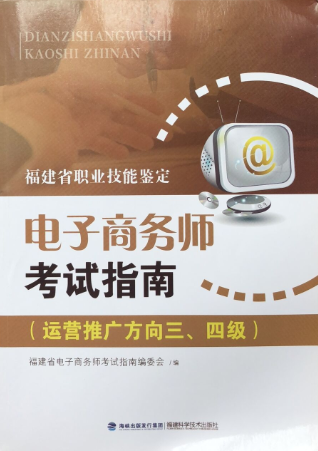 DIANZISHANGWUSHI
KAOSHI ZHINAN
@
福建省职业技能鉴定
电子商务师
考试指南
(运营推广方向三、四级)
福建省电子商务师考试指南编委会 / 编
海峡出版发行集团 福建科学技术出版社